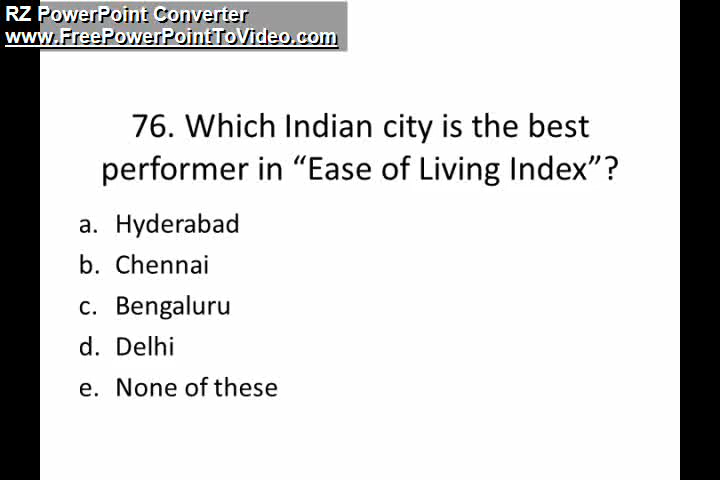 RZ PowerPoint Converter
www.FreePowerPointToVideo.com
76. Which Indian city is the best
performer in “Ease of Living Index”?
a. Hyderabad
b. Chennai
c. Bengaluru
d. Delhi
e. None of these